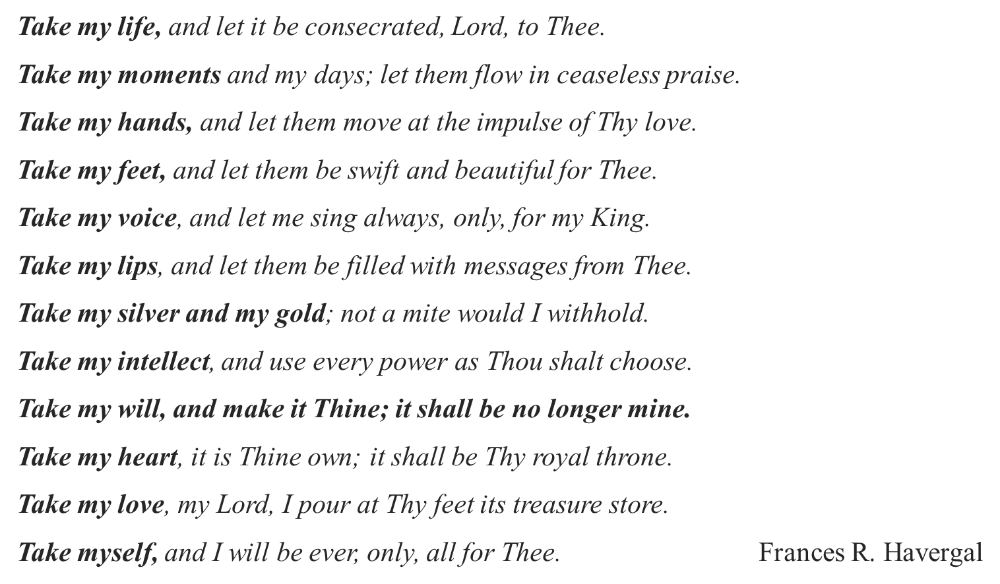 Take my life, and let it be consecrated, Lord, to Thee.
Take my moments and my days; let them flow in ceaseless praise.
Take my hands, and let them move at the impulse of Thy love.
Take my feet, and let them be swift and beautiful for Thee.
Take my voice, and let me sing always, only, for my King.
Take my lips, and let them be filled with messages from Thee.
Take my silver and my gold; not a mite would I withhold.
Take my intellect, and use every power as Thou shalt choose.
Take my will, and make it Thine; it shall be no longer mine.
Take my heart, it is Thine own; it shall be Thy royal throne.
Take my love, my Lord, I pour at Thy feet its treasure store.
Take myself, and I will be ever, only, all for Thee. Frances R. Havergal